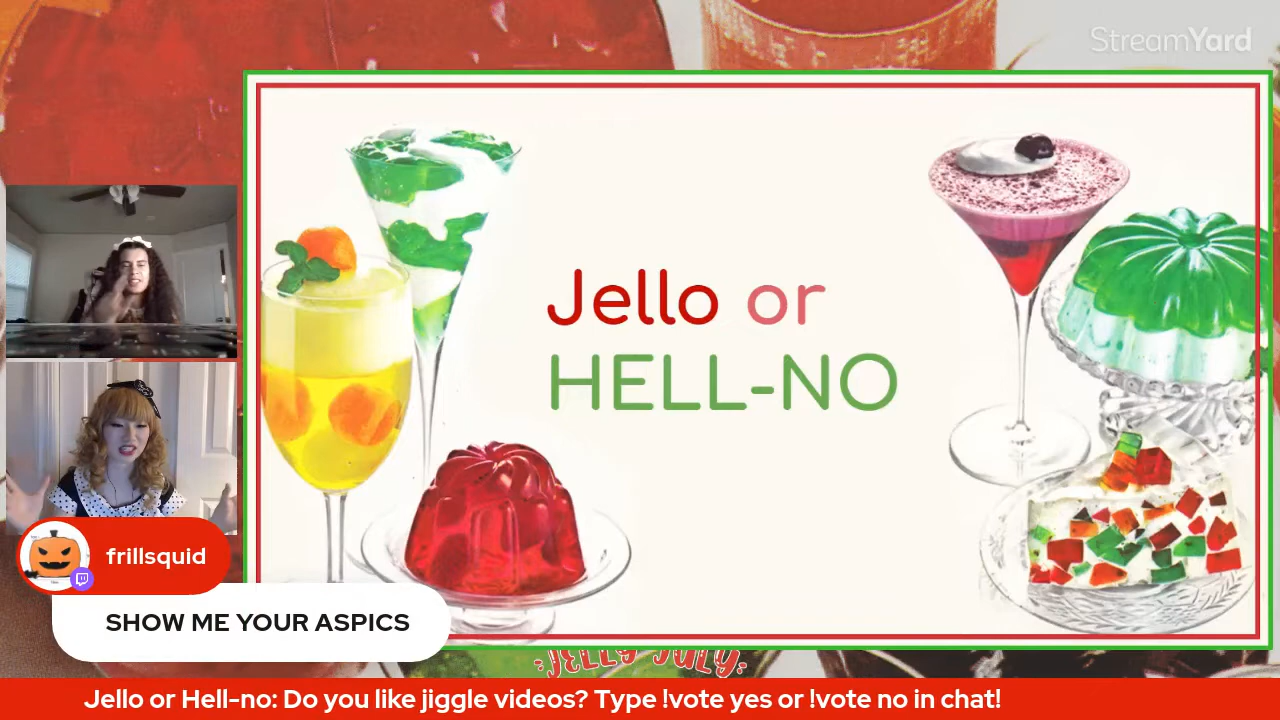 StreamYard
Jello or
HELL-NO
frillsquid
SHOW ME YOUR ASPICS
JELLY JULY
Jello or Hell-no: Do you like jiggle videos? Type !vote yes or !vote no in chat!